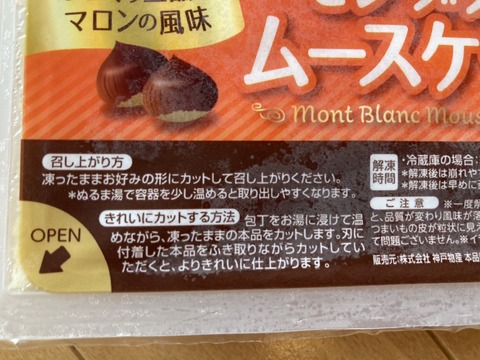 マロンの風味
ムースケ
Mont Blanc Mous
召し上がり方
凍ったままお好みの形にカットして召し上がりください。
*ぬるま湯で容器を少し温めると取り出しやすくなります。
きれいにカットする方法 包丁をお湯に浸けて温
めながら、凍ったままの本品をカットします。刃に
付着した本品をふき取りながらカットしてい
ただくと、よりきれいに仕上がります。
OPEN
解凍時間
・冷蔵庫の場合:
*解凍後は崩れや
*解凍後は早めに
ご注意 ※一度解
と、品質が変わり風味が落
つまいもの皮が粒状に見え
て問題ございません。※イ
販売元:株式会社 神戸物産 本品